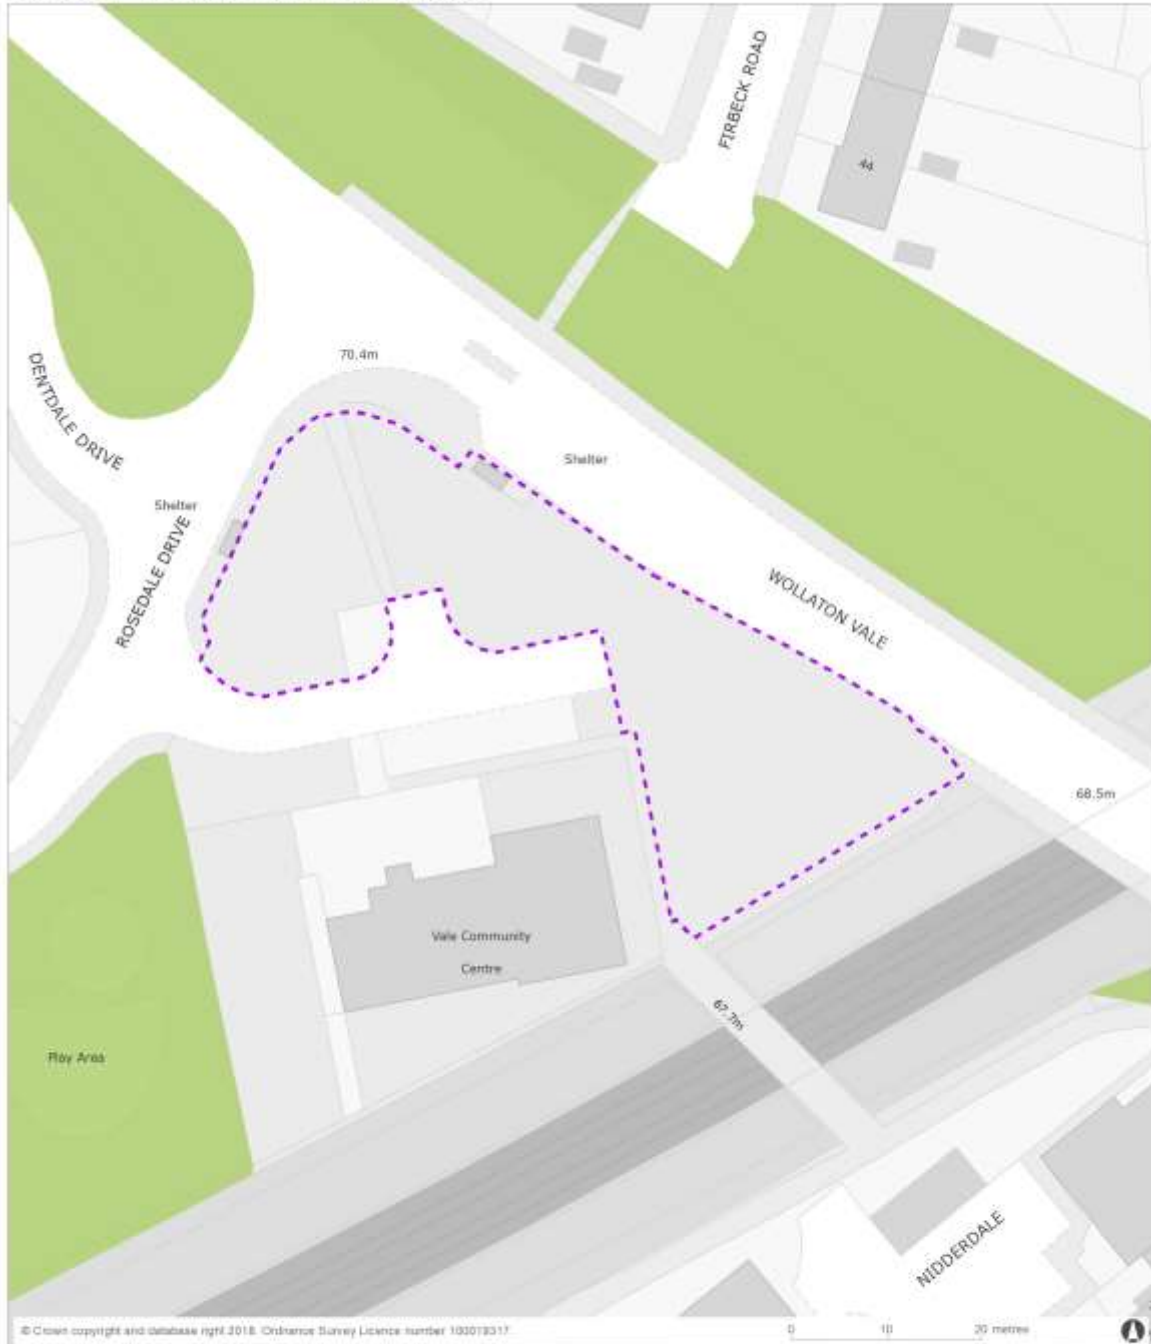 FIRBECK ROAD
44
70.4m
DENTDALE DRIVE
Shelter
Shelter
ROSEDALE DRIVE
WOLLATON VALE
68.5m
Vale Community
Centre
67.7m
Play Area
NIDDERDALE
© Crown copyright and database right 2018. Ordnance Survey Licence number 100019317.
0 10 20 metres